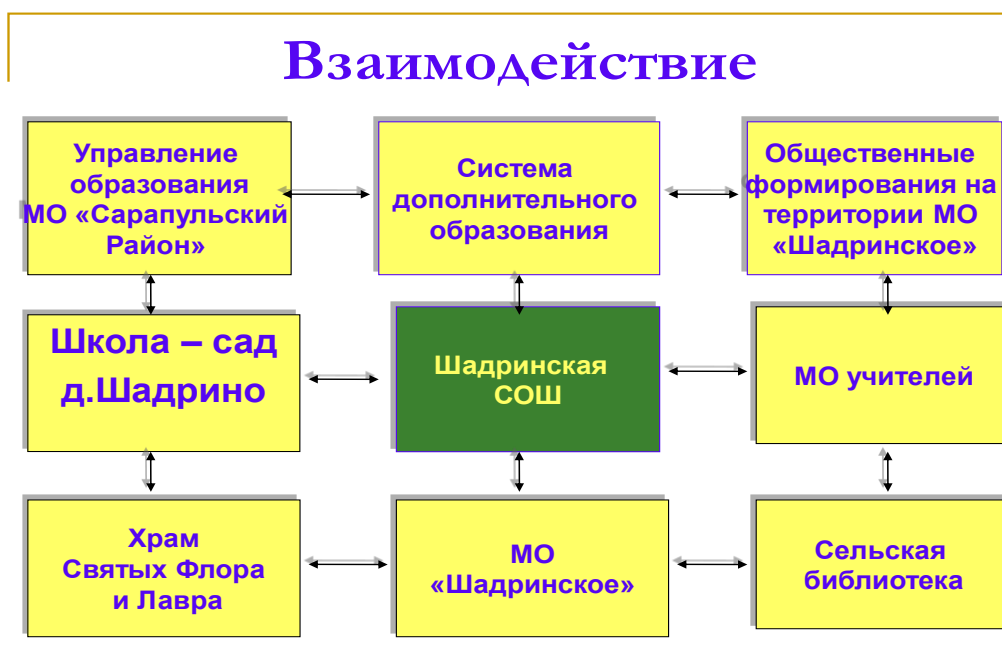 Взаимодействие
Управление
образования
МО «Сарапульский
Район»
Система
дополнительного
образования
Общественные
формирования на
территории МО
«Шадринское»
Школа – сад
д.Шадрино
Шадринская
СОШ
МО учителей
Храм
Святых Флора
и Лавра
МО
«Шадринское»
Сельская
библиотека